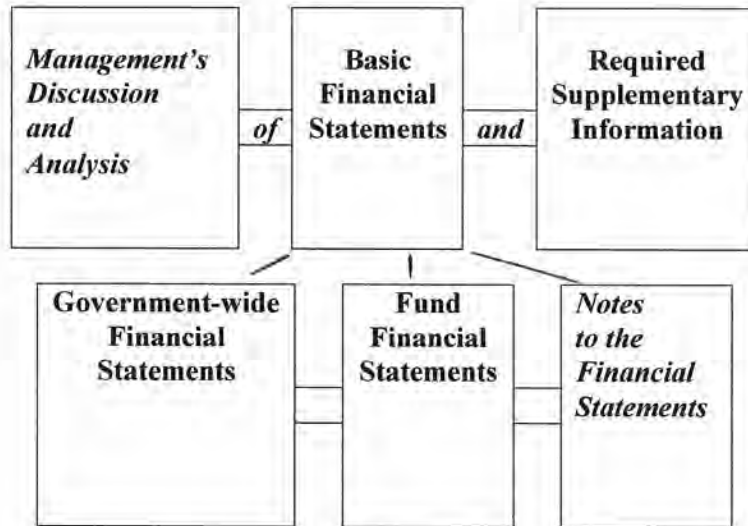 Management's
Discussion
and
Analysis
of
Basic
Financial
Statements
and
Required
Supplementary
Information
Government-wide
Financial
Statements
Fund
Financial
Statements
Notes
to the
Financial
Statements